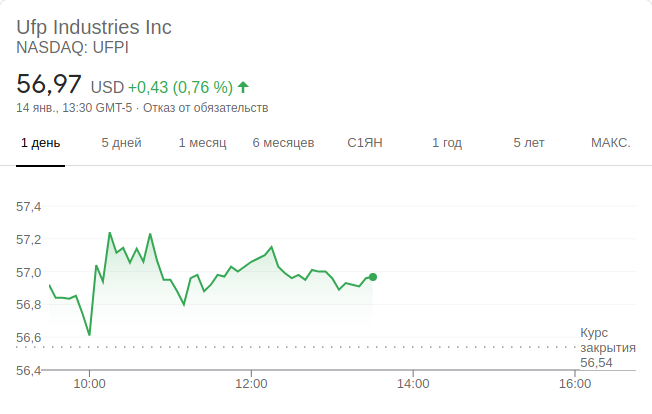 Ufp Industries Inc
NASDAQ: UFPI
56,97 USD +0,43 (0,76 %)
14 янв., 13:30 GMT-5 · Отказ от обязательств
1 день 5 дней 1 месяц 6 месяцев С1ЯН 1 год 5 лет МАКС.
57,4
57,2
57,0
56,8
56,6
Курс
закрытия
56,54
56,4
10:00 12:00 14:00 16:00